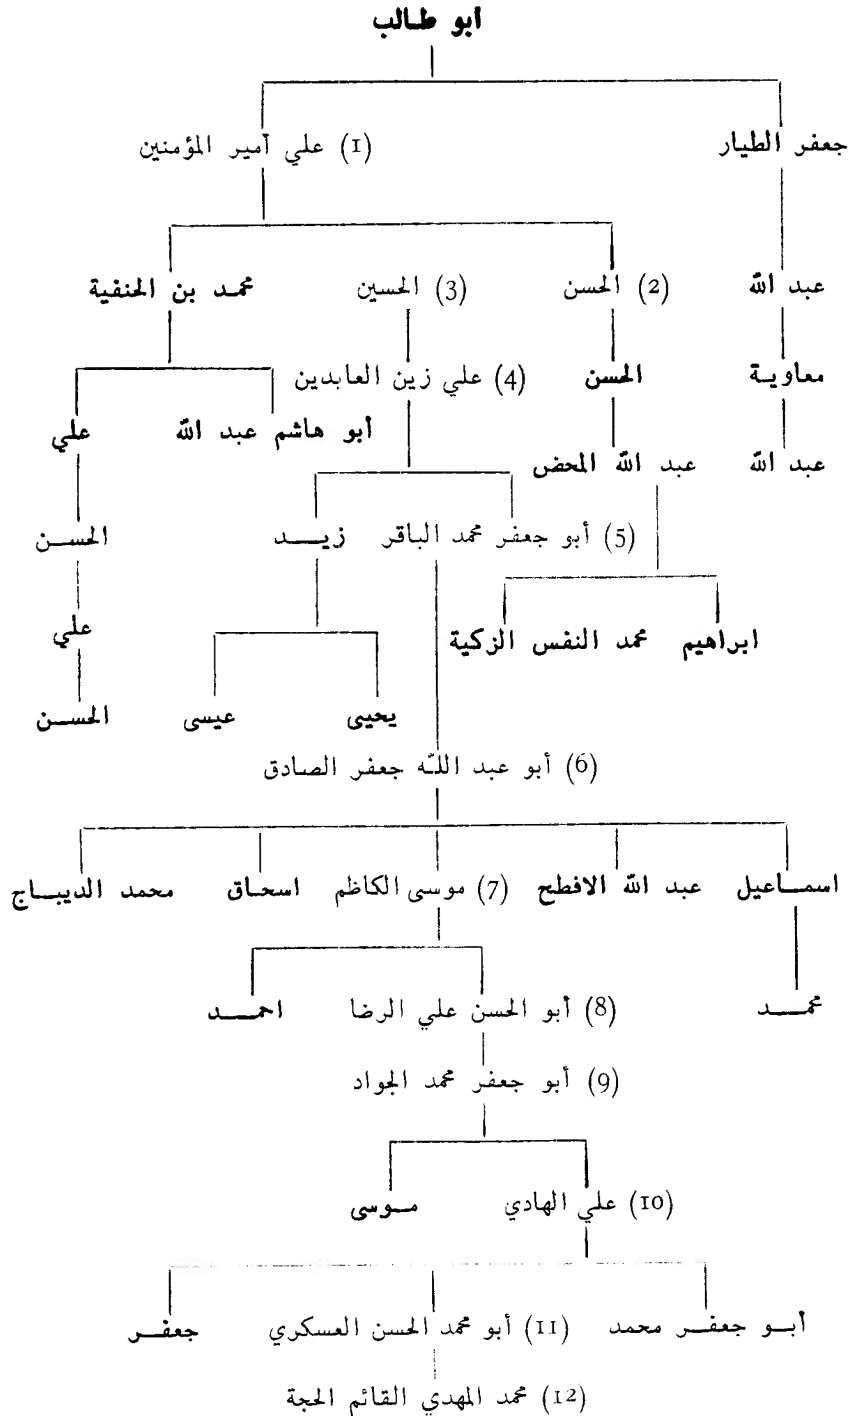 أبو طالب
جعفر الطيار (1) علي أمير المؤمنين
عبد الله (2) الحسن (3) الحسين محمد بن الحنفية
معاوية الحسن (4) علي زين العابدين
أبو هاشم عبد الله علي
عبد الله عبد الله المحض
(5) أبو جعفر محمد الباقر زيد الحسن
ابراهيم محمد النفس الزكية علي
يحيى عيسى الحسن
(6) أبو عبد اللّه جعفر الصادق
اسماعيل عبد الله الافطح (7) موسى الكاظم اسحاق محمد الديباج
محمد (8) أبو الحسن علي الرضا احمد
(9) أبو جعفر محمد الجواد
(10) علي الهادي موسى
أبو جعفر محمد (11) أبو محمد الحسن العسكري جعفر
(12) محمد المهدي القائم الحجة